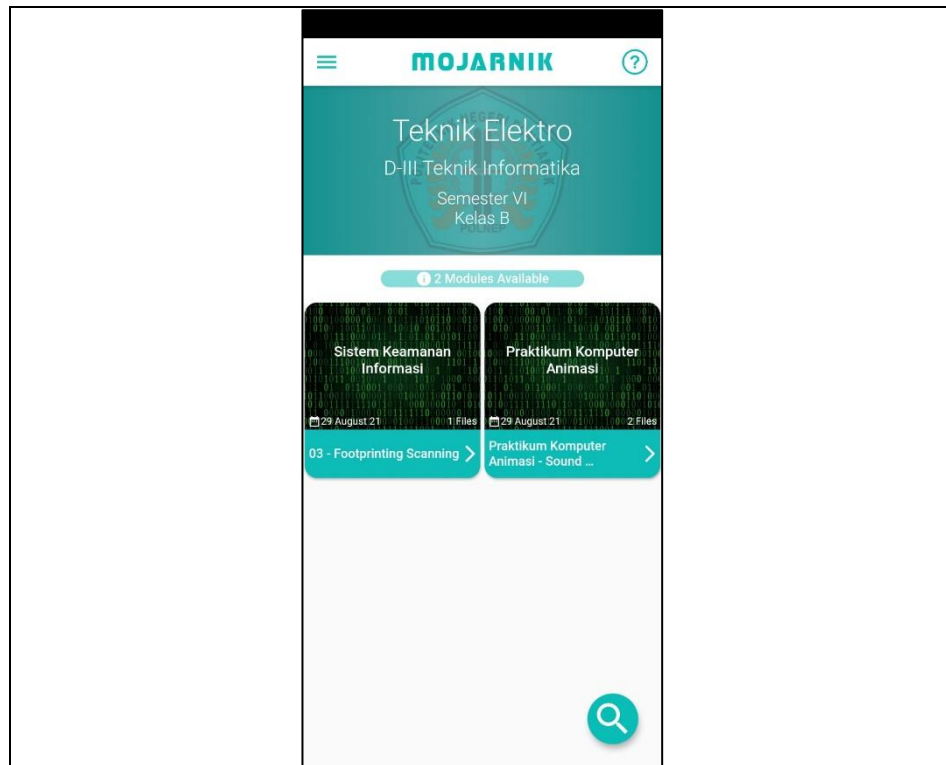 MOJARNIK
?
Teknik Elektro
D-III Teknik Informatika
Semester VI
Kelas B
POLNEP
2 Modules Available
Sistem Keamanan
Informasi
29 August 21
1 Files
03 - Footprinting Scanning
Praktikum Komputer
Animasi
29 August 21
2 Files
Praktikum Komputer
Animasi - Sound ...